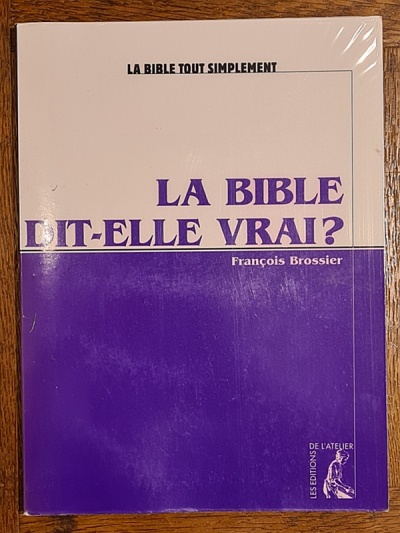 LA BIBLE TOUT SIMPLEMENT
LA BIBLE
DIT-ELLE VRAI?
François Brossier
LES EDITIONS
DE L'ATELIER